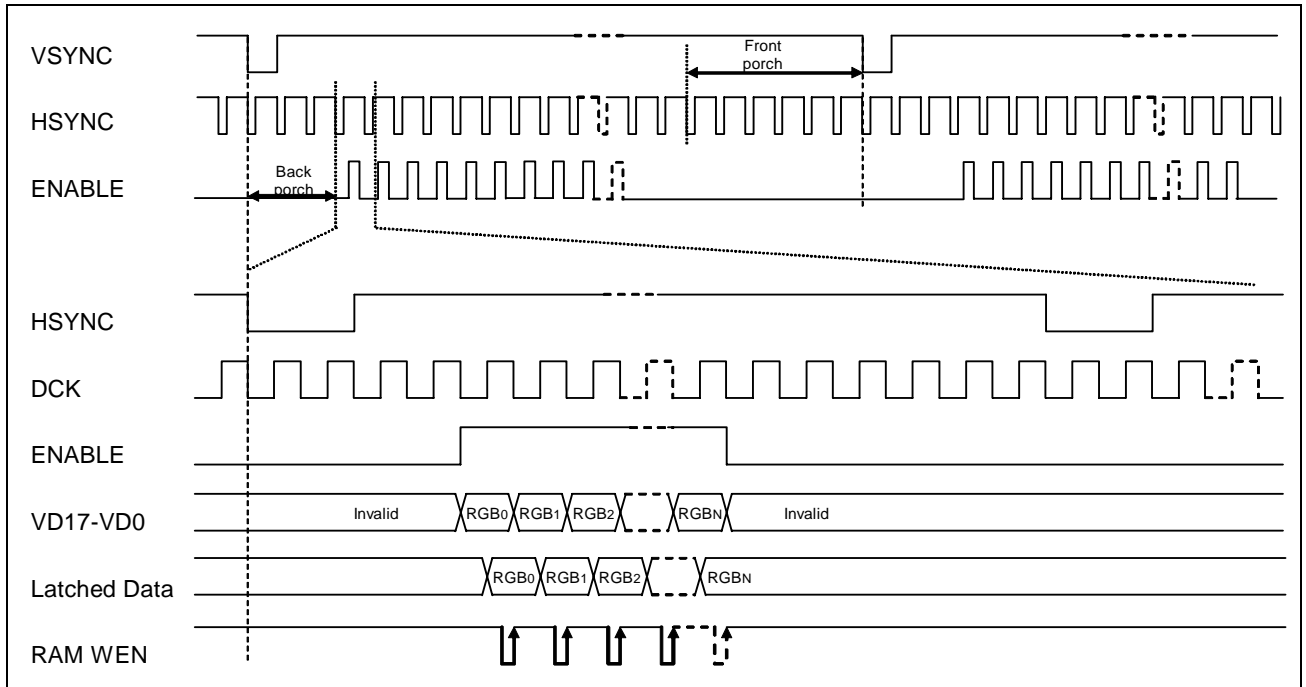 VSYNC
Front
porch
HSYNC
Back
porch
ENABLE
HSYNC
DCK
ENABLE
VD17-VD0
Invalid
RGB0
RGB1
RGB2
RGBN
Invalid
Latched Data
RGB0
RGB1
RGB2
RGBN
RAM WEN